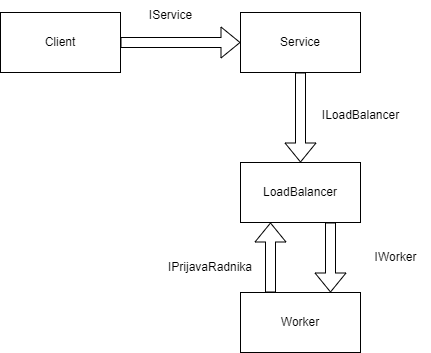 IService
Client
Service
ILoadBalancer
LoadBalancer
IWorker
IPrijavaRadnika
Worker